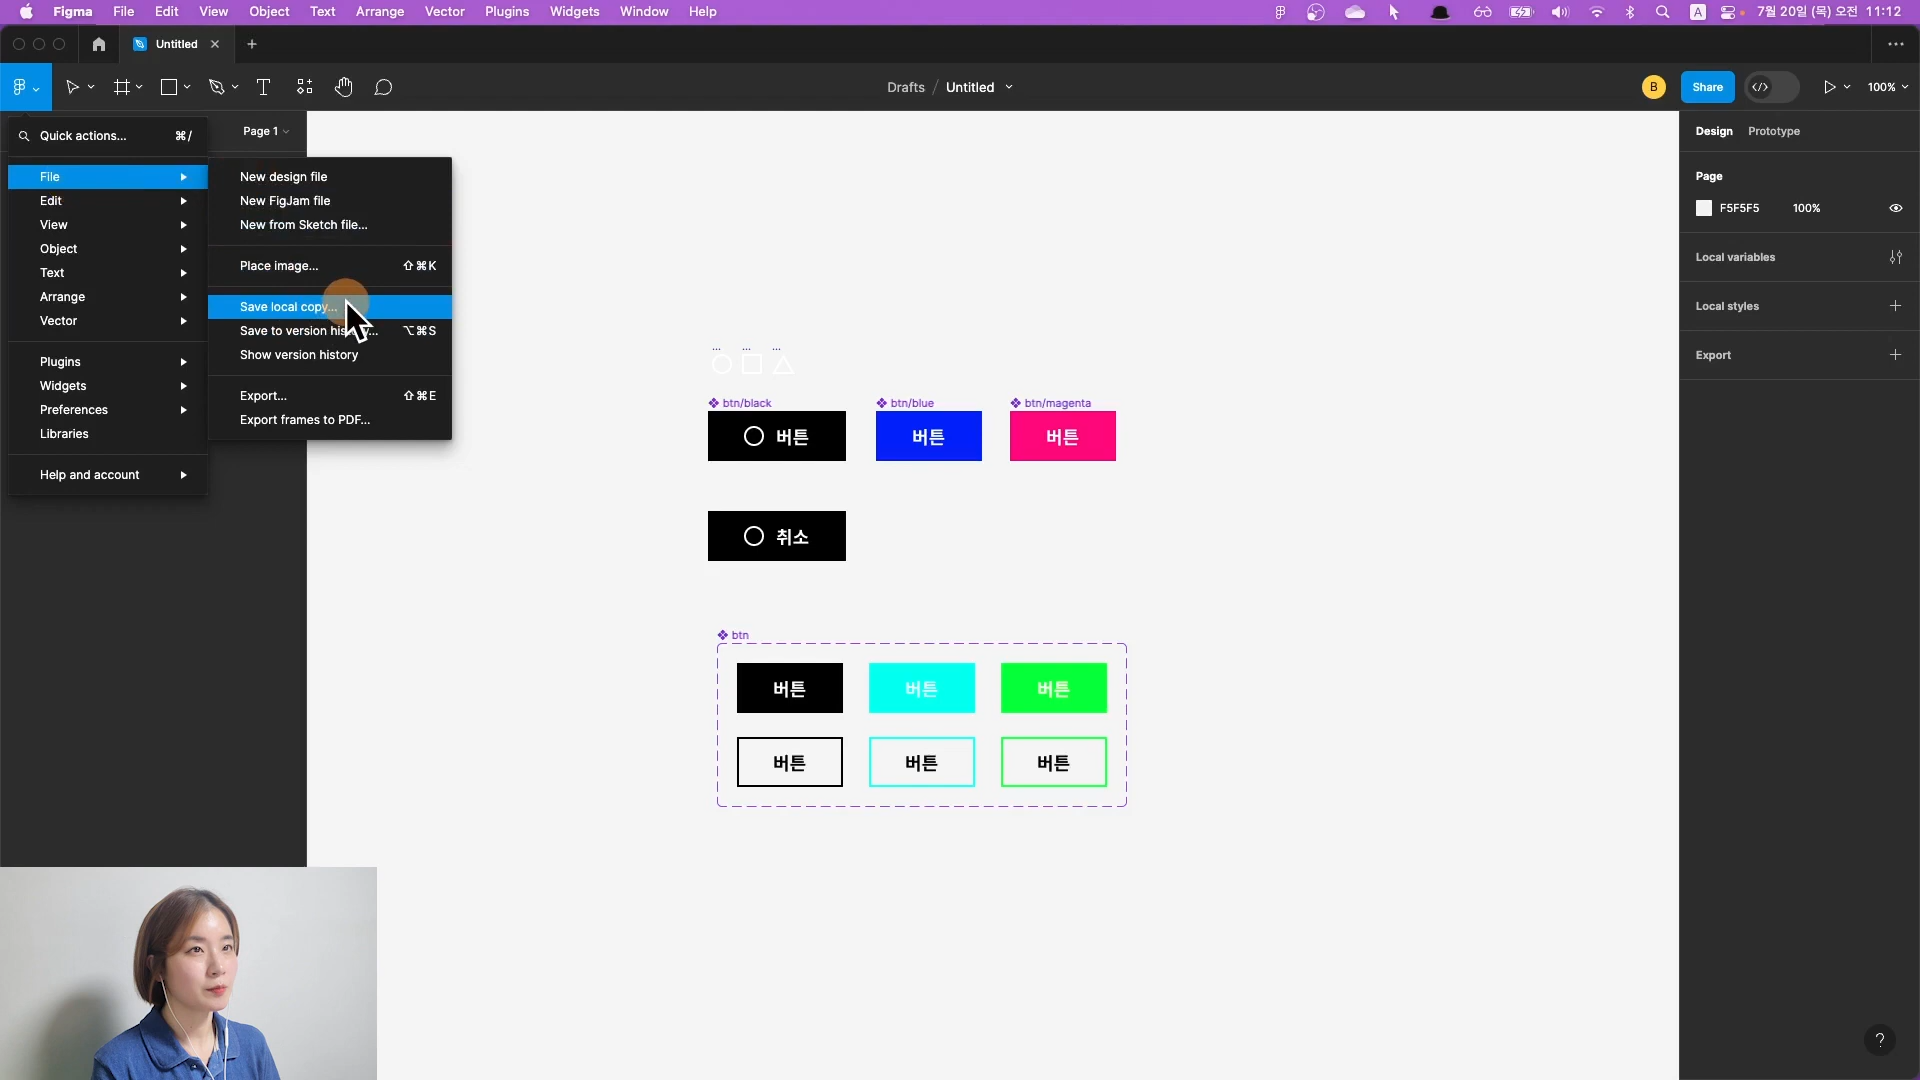 Figma File Edit View Object Text Arrange Vector Plugins Widgets Window Help A 7월 20일 (목) 오전 11:12
Untitled
Drafts / Untitled B Share 100%
Quick actions... ⌘/
Page 1
File
Edit
View
Object
Text
Arrange
Vector
Plugins
Widgets
Preferences
Libraries
Help and account
New design file
New FigJam file
New from Sketch file...
Place image... ⇧⌘K
Save local copy...
Save to version ⌥⌘S
Show version history
Export... ⇧⌘E
Export frames to PDF...
... ... ...
btn/black btn/blue btn/magenta
버튼 버튼 버튼
취소
btn
버튼 버튼 버튼
버튼 버튼 버튼
Design Prototype
Page
F5F5F5 100%
Local variables
Local styles
Export
?